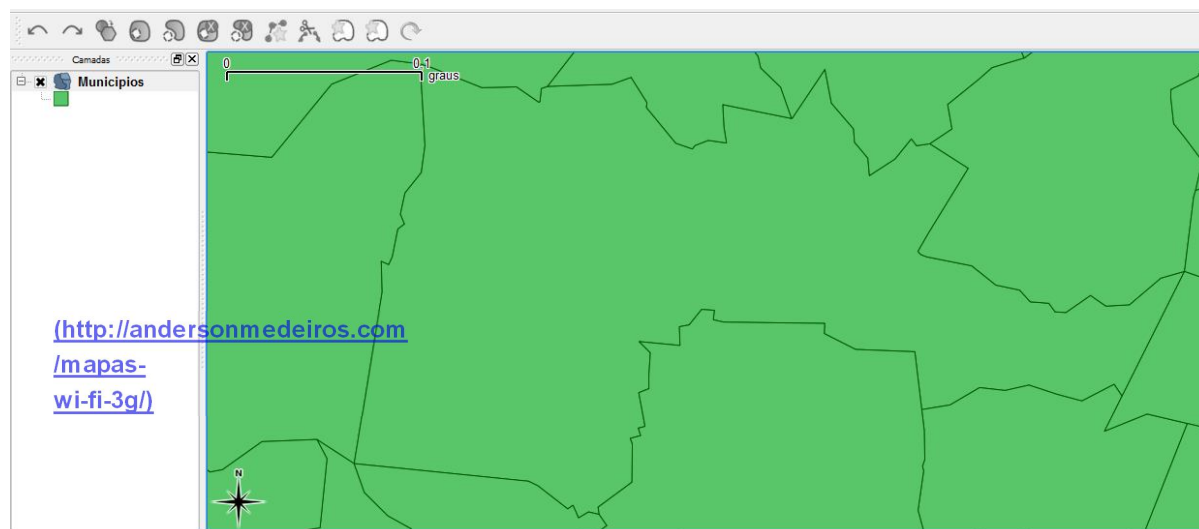 Camadas
Municipios
0 0.1
graus
(http://andersonmedeiros.com
/mapas-
wi-fi-3g/)
N